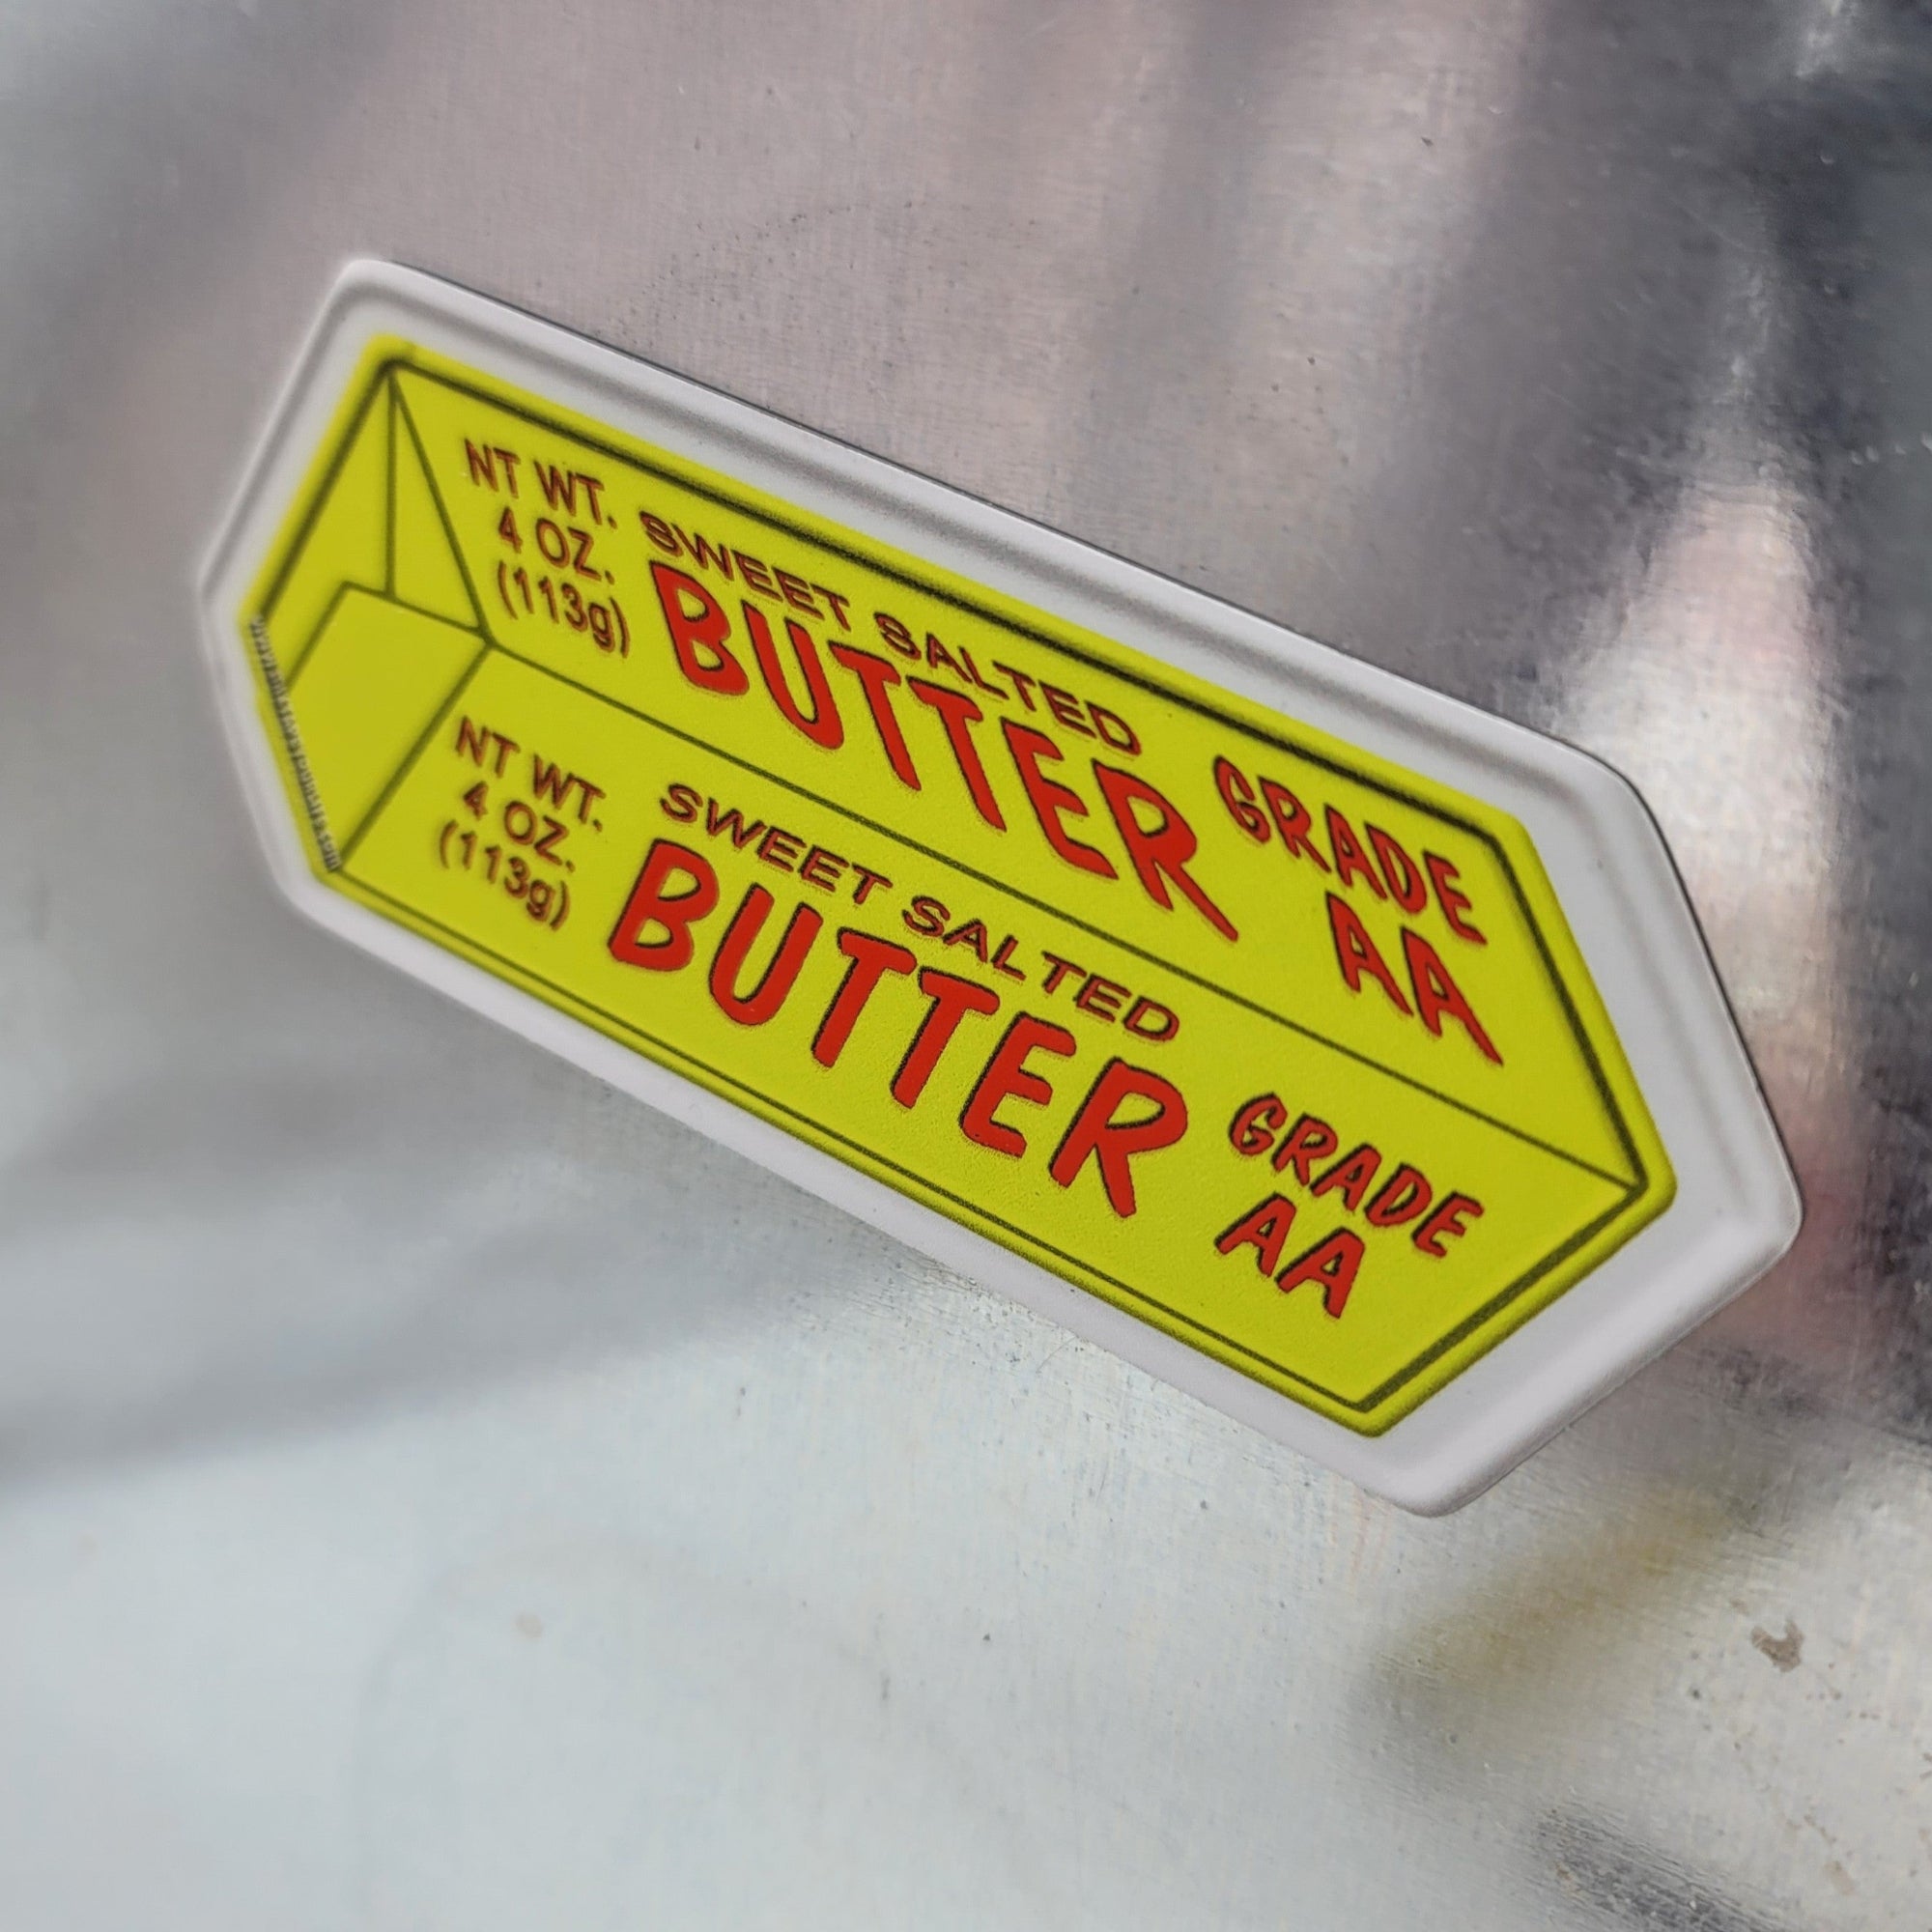 NT WT.
4 OZ.
(113g)
SWEET SALTED
BUTTER
GRADE
AA
NT WT.
4 OZ.
(113g)
SWEET SALTED
BUTTER
GRADE
AA